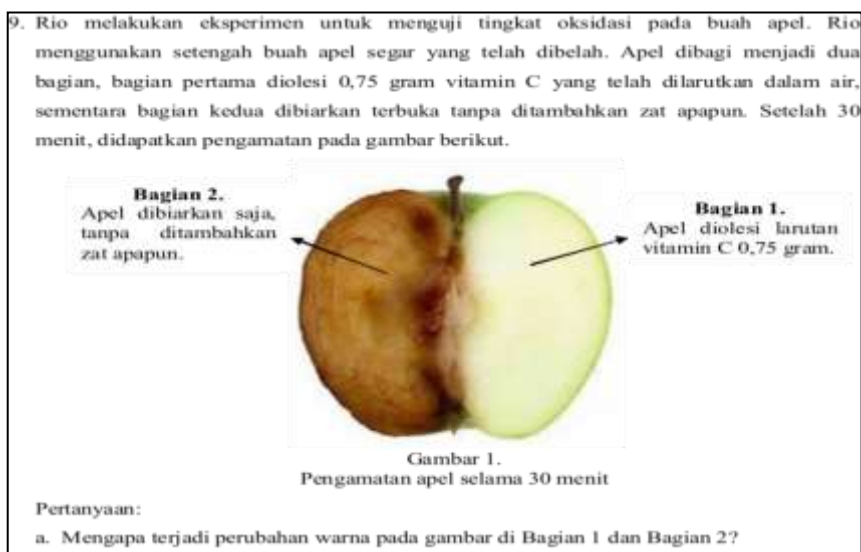 9. Rio melakukan eksperimen untuk menguji tingkat oksidasi pada buah apel. Rio
menggunakan setengah buah apel segar yang telah dibelah. Apel dibagi menjadi dua
bagian, bagian pertama diolesi 0,75 gram vitamin C yang telah dilarutkan dalam air,
sementara bagian kedua dibiarkan terbuka tanpa ditambahkan zat apapun. Setelah 30
menit, didapatkan pengamatan pada gambar berikut.
Bagian 2.
Apel dibiarkan saja,
tanpa ditambahkan
zat apapun.
Bagian 1.
Apel diolesi larutan
vitamin C 0,75 gram.
Gambar 1.
Pengamatan apel selama 30 menit
Pertanyaan:
a. Mengapa terjadi perubahan warna pada gambar di Bagian 1 dan Bagian 2?